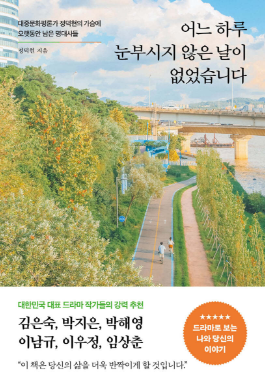 대중문화평론가 정덕현의 가슴에
오랫동안 남은 명대사들
정덕현 지음
어느 하루
눈부시지 않은 날이
없었습니다
대한민국 대표 드라마 작가들의 강력 추천
김은숙, 박지은, 박해영
이남규, 이우정, 임상춘
“이 책은 당신의 삶을 더욱 반짝이게 할 것입니다.”
★★★★★
드라마로 보는
나와 당신의
이야기